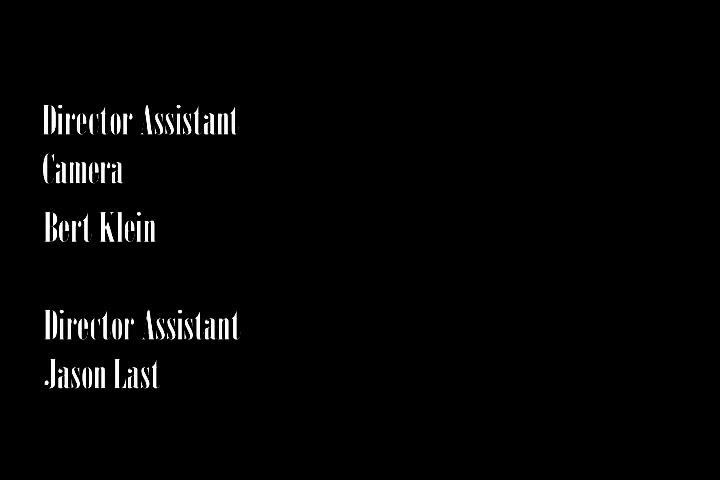 Director Assistant
Camera
Bert Klein
Director Assistant
Jason Last